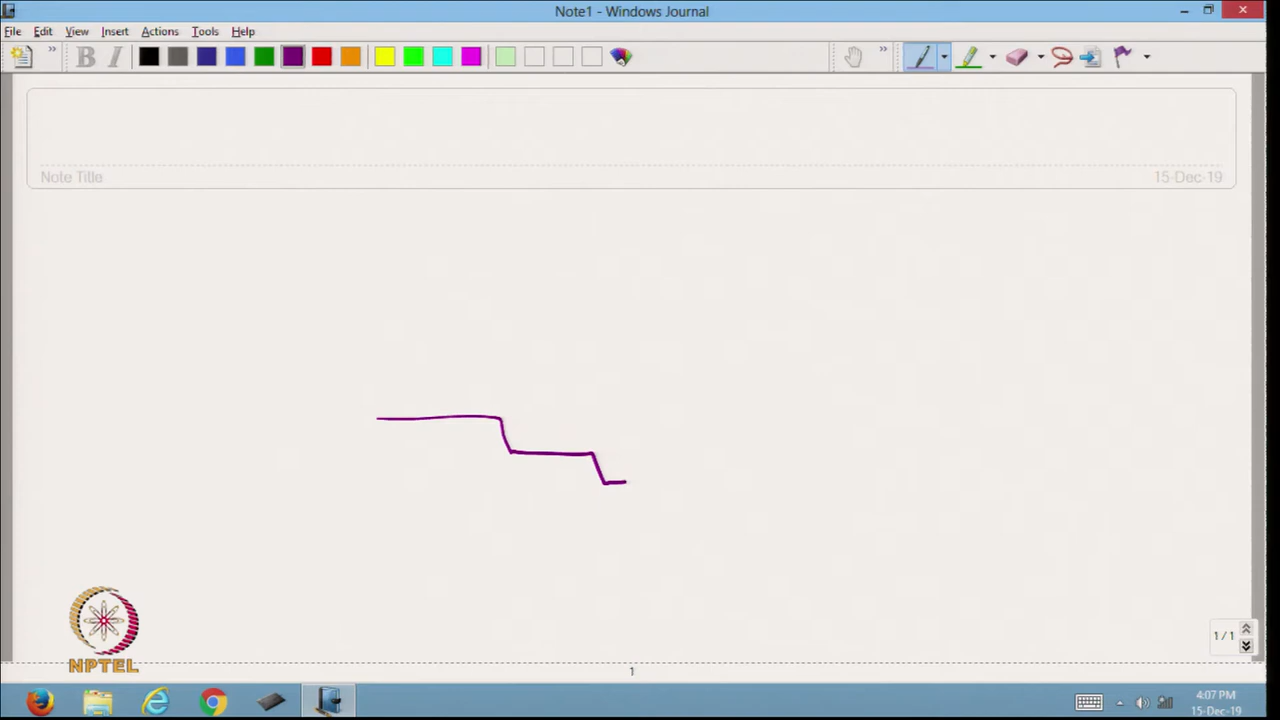 Note1 - Windows Journal
File Edit View Insert Actions Tools Help
B I
Note Title
15-Dec-19
NPTEL
1 / 1
1
4:07 PM
15-Dec-19